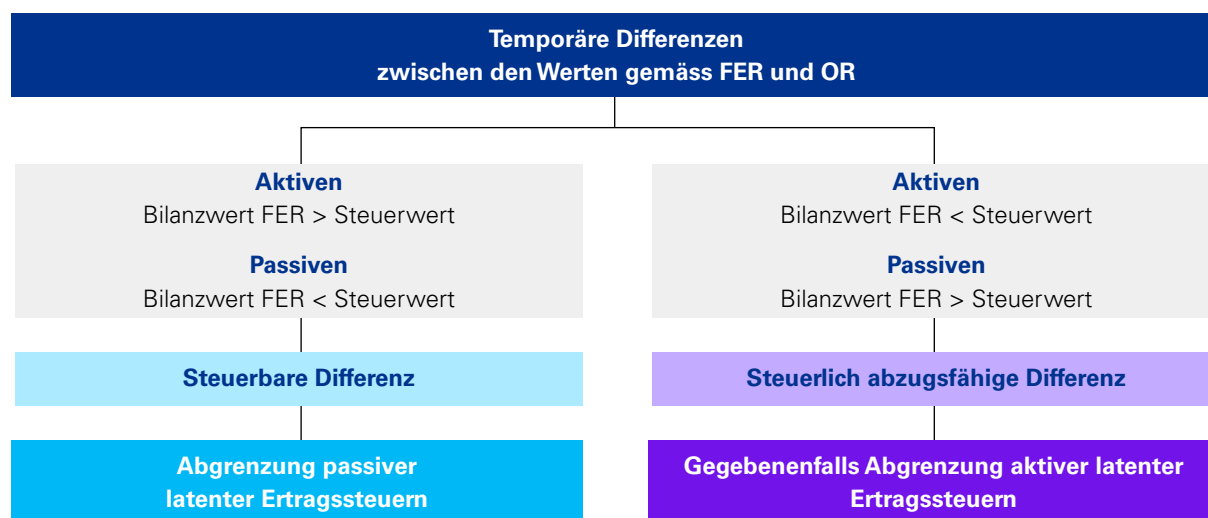 Temporäre Differenzen
zwischen den Werten gemäss FER und OR
Aktiven
Bilanzwert FER > Steuerwert
Passiven
Bilanzwert FER < Steuerwert
Steuerbare Differenz
Abgrenzung passiver
latenter Ertragssteuern
Aktiven
Bilanzwert FER < Steuerwert
Passiven
Bilanzwert FER > Steuerwert
Steuerlich abzugsfähige Differenz
Gegebenenfalls Abgrenzung aktiver latenter
Ertragssteuern